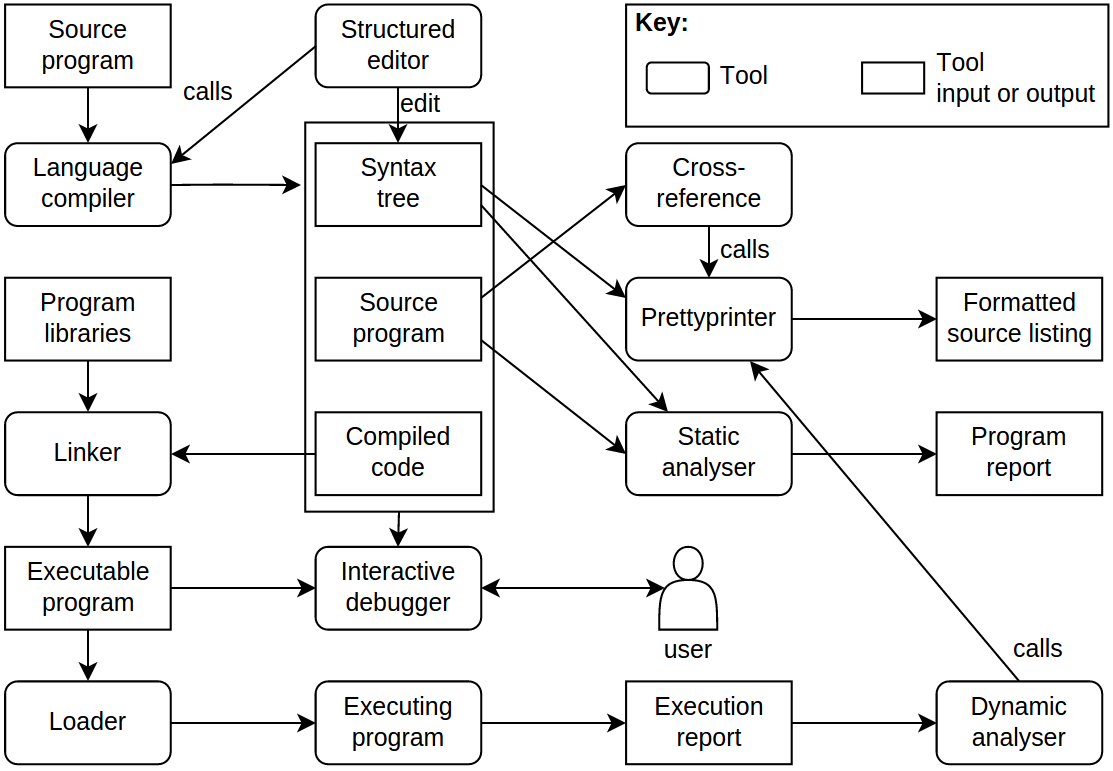 Source
program
Structured
editor
Key:
Tool
Tool
input or output
calls
edit
Language
compiler
Syntax
tree
Cross-
reference
calls
Program
libraries
Source
program
Prettyprinter
Formatted
source listing
Linker
Compiled
code
Static
analyser
Program
report
Executable
program
Interactive
debugger
user
calls
Loader
Executing
program
Execution
report
Dynamic
analyser